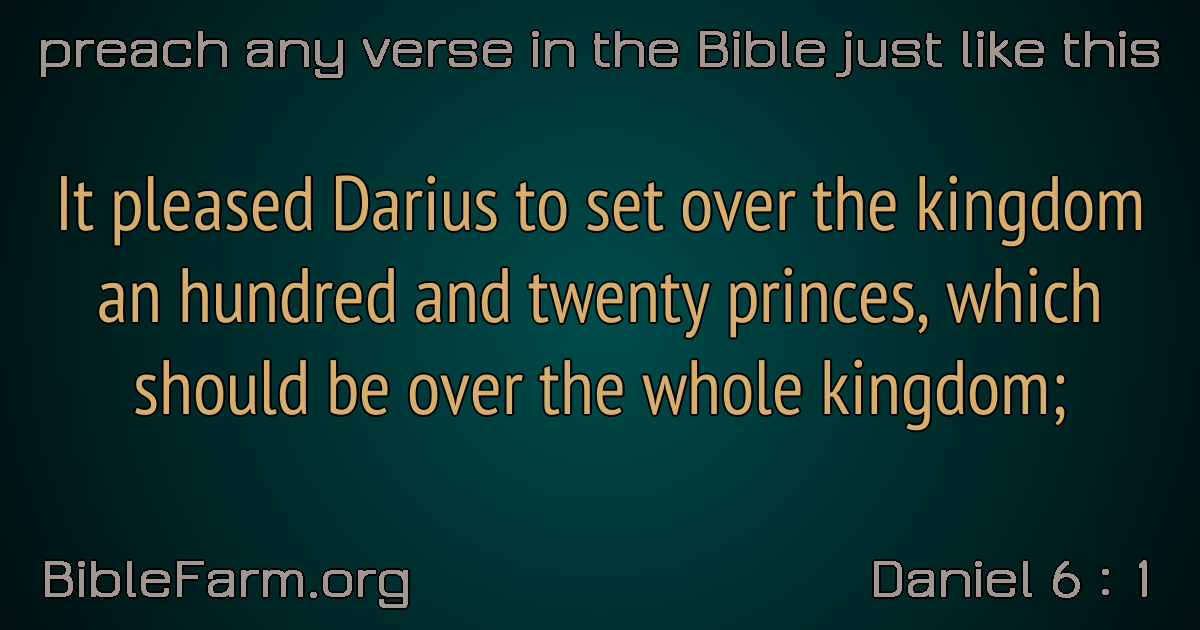 preach any verse in the Bible just like this
It pleased Darius to set over the kingdom
an hundred and twenty princes, which
should be over the whole kingdom;
BibleFarm.org
Daniel 6 : 1